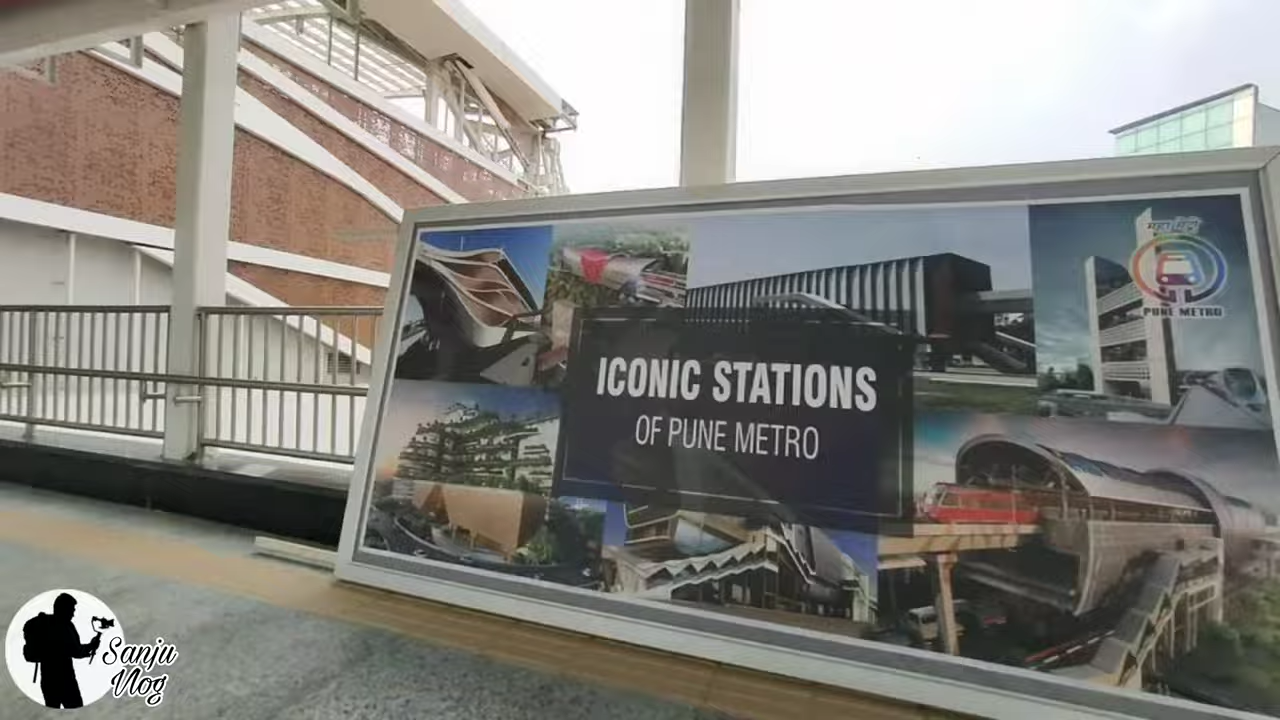 ICONIC STATIONS
OF PUNE METRO
PUNE METRO
Sanju
Vlog